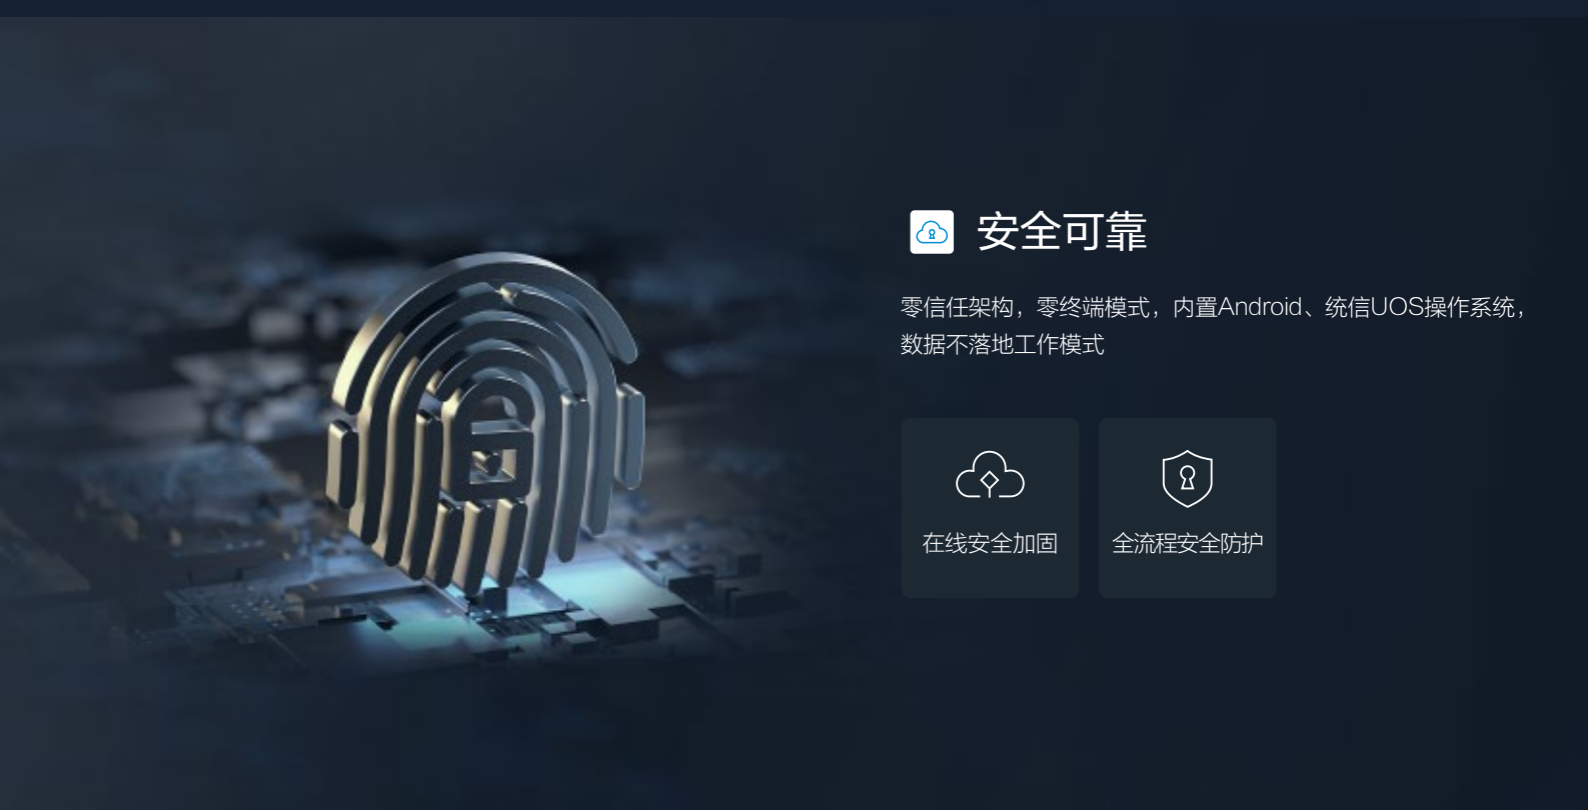 安全可靠
零信任架构，零终端模式，内置Android、统信UOS操作系统，
数据不落地工作模式
在线安全加固
全流程安全防护